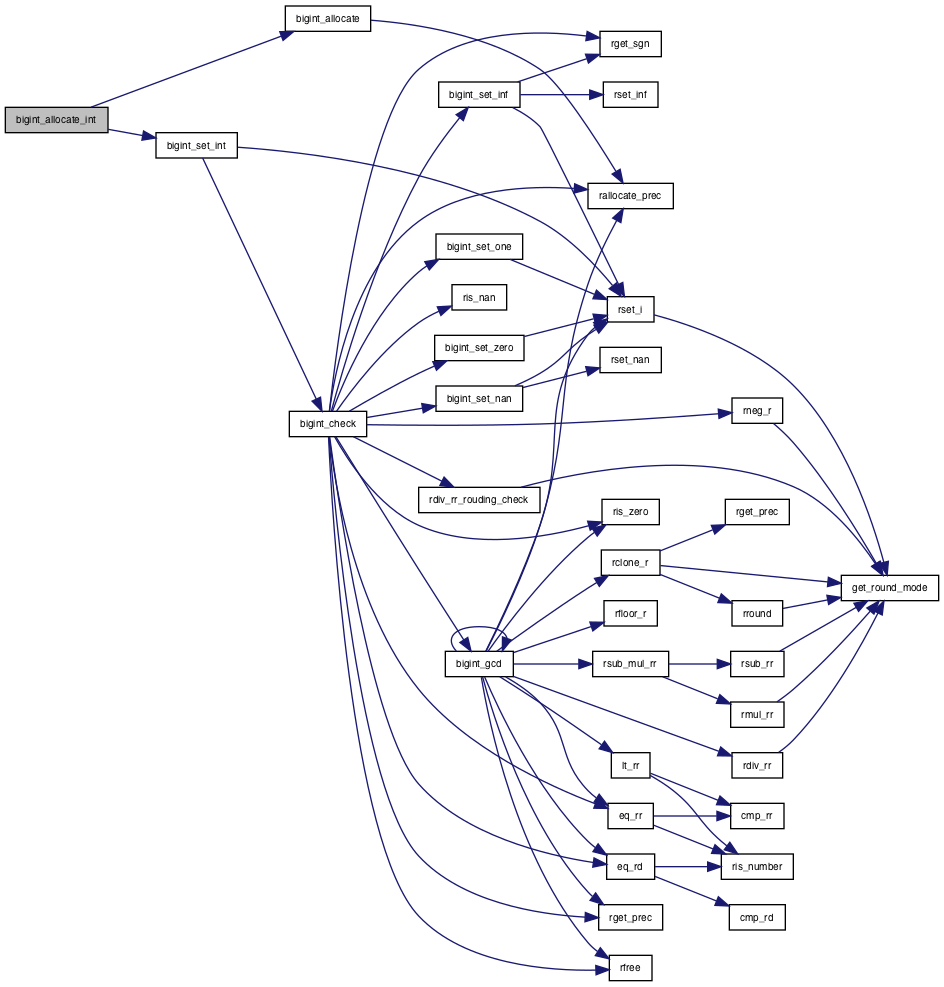 bigint_allocate
rget_sgn
bigint_set_inf
rset_inf
bigint_allocate_int
bigint_set_int
rallocate_prec
bigint_set_one
ris_nan
rset_i
bigint_set_zero
rset_nan
bigint_set_nan
rneg_r
bigint_check
rdiv_rr_rouding_check
ris_zero
rget_prec
rclone_r
get_round_mode
rfloor_r
rround
bigint_gcd
rsub_mul_rr
rsub_rr
rmul_rr
lt_rr
rdiv_rr
eq_rr
cmp_rr
eq_rd
ris_number
rget_prec
cmp_rd
rfree